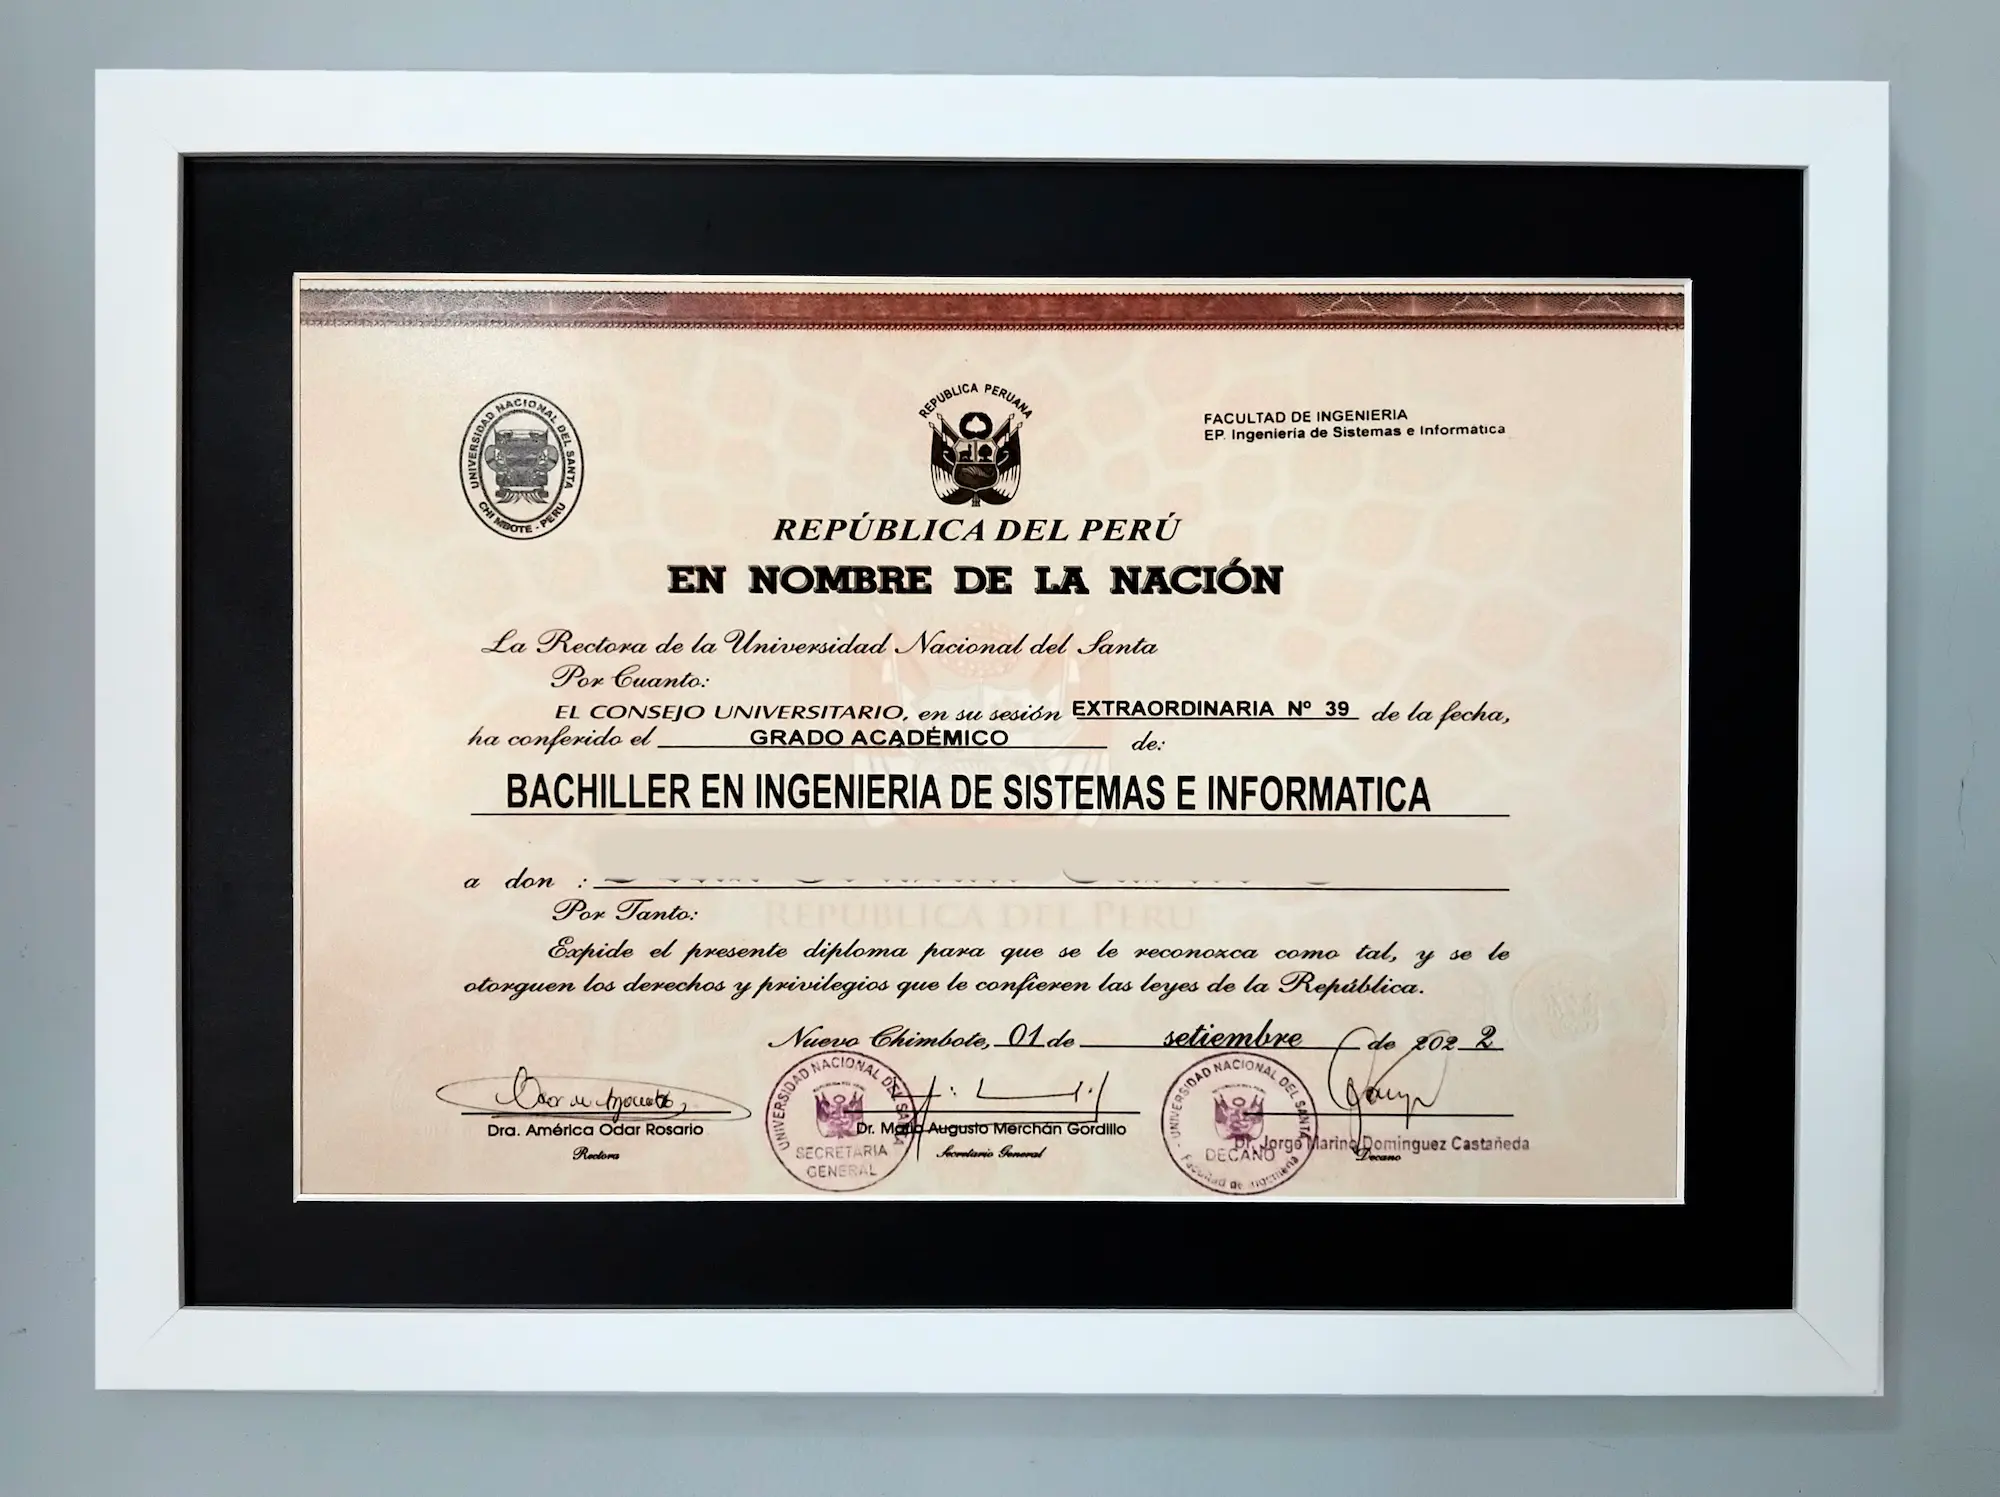 UNIVERSIDAD NACIONAL DEL SANTA
CHIMBOTE - PERU
REPUBLICA PERUANA
FACULTAD DE INGENIERIA
EP. Ingeniería de Sistemas e Informatica
REPÚBLICA DEL PERÚ
EN NOMBRE DE LA NACIÓN
La Rectora de la Universidad Nacional del Santa
Por Cuanto:
EL CONSEJO UNIVERSITARIO, en su sesión EXTRAORDINARIA Nº 39 de la fecha,
ha conferido el GRADO ACADÉMICO de:
BACHILLER EN INGENIERIA DE SISTEMAS E INFORMATICA
a don :
Por Tanto:
REPÚBLICA DEL PERÚ
Expide el presente diploma para que se le reconozca como tal, y se le
otorguen los derechos y privilegios que le confieren las leyes de la República.
Nuevo Chimbote, 01 de setiembre de 2022
Dra. América Odar Rosario
Rectora
UNIVERSIDAD NACIONAL DEL SANTA
SECRETARIA
GENERAL
Dr. Mario Augusto Merchán Gordillo
Secretario General
UNIVERSIDAD NACIONAL DEL SANTA
DECANO
Facultad de Ingeniería
Dr. Jorge Marino Domínguez Castañeda
Decano